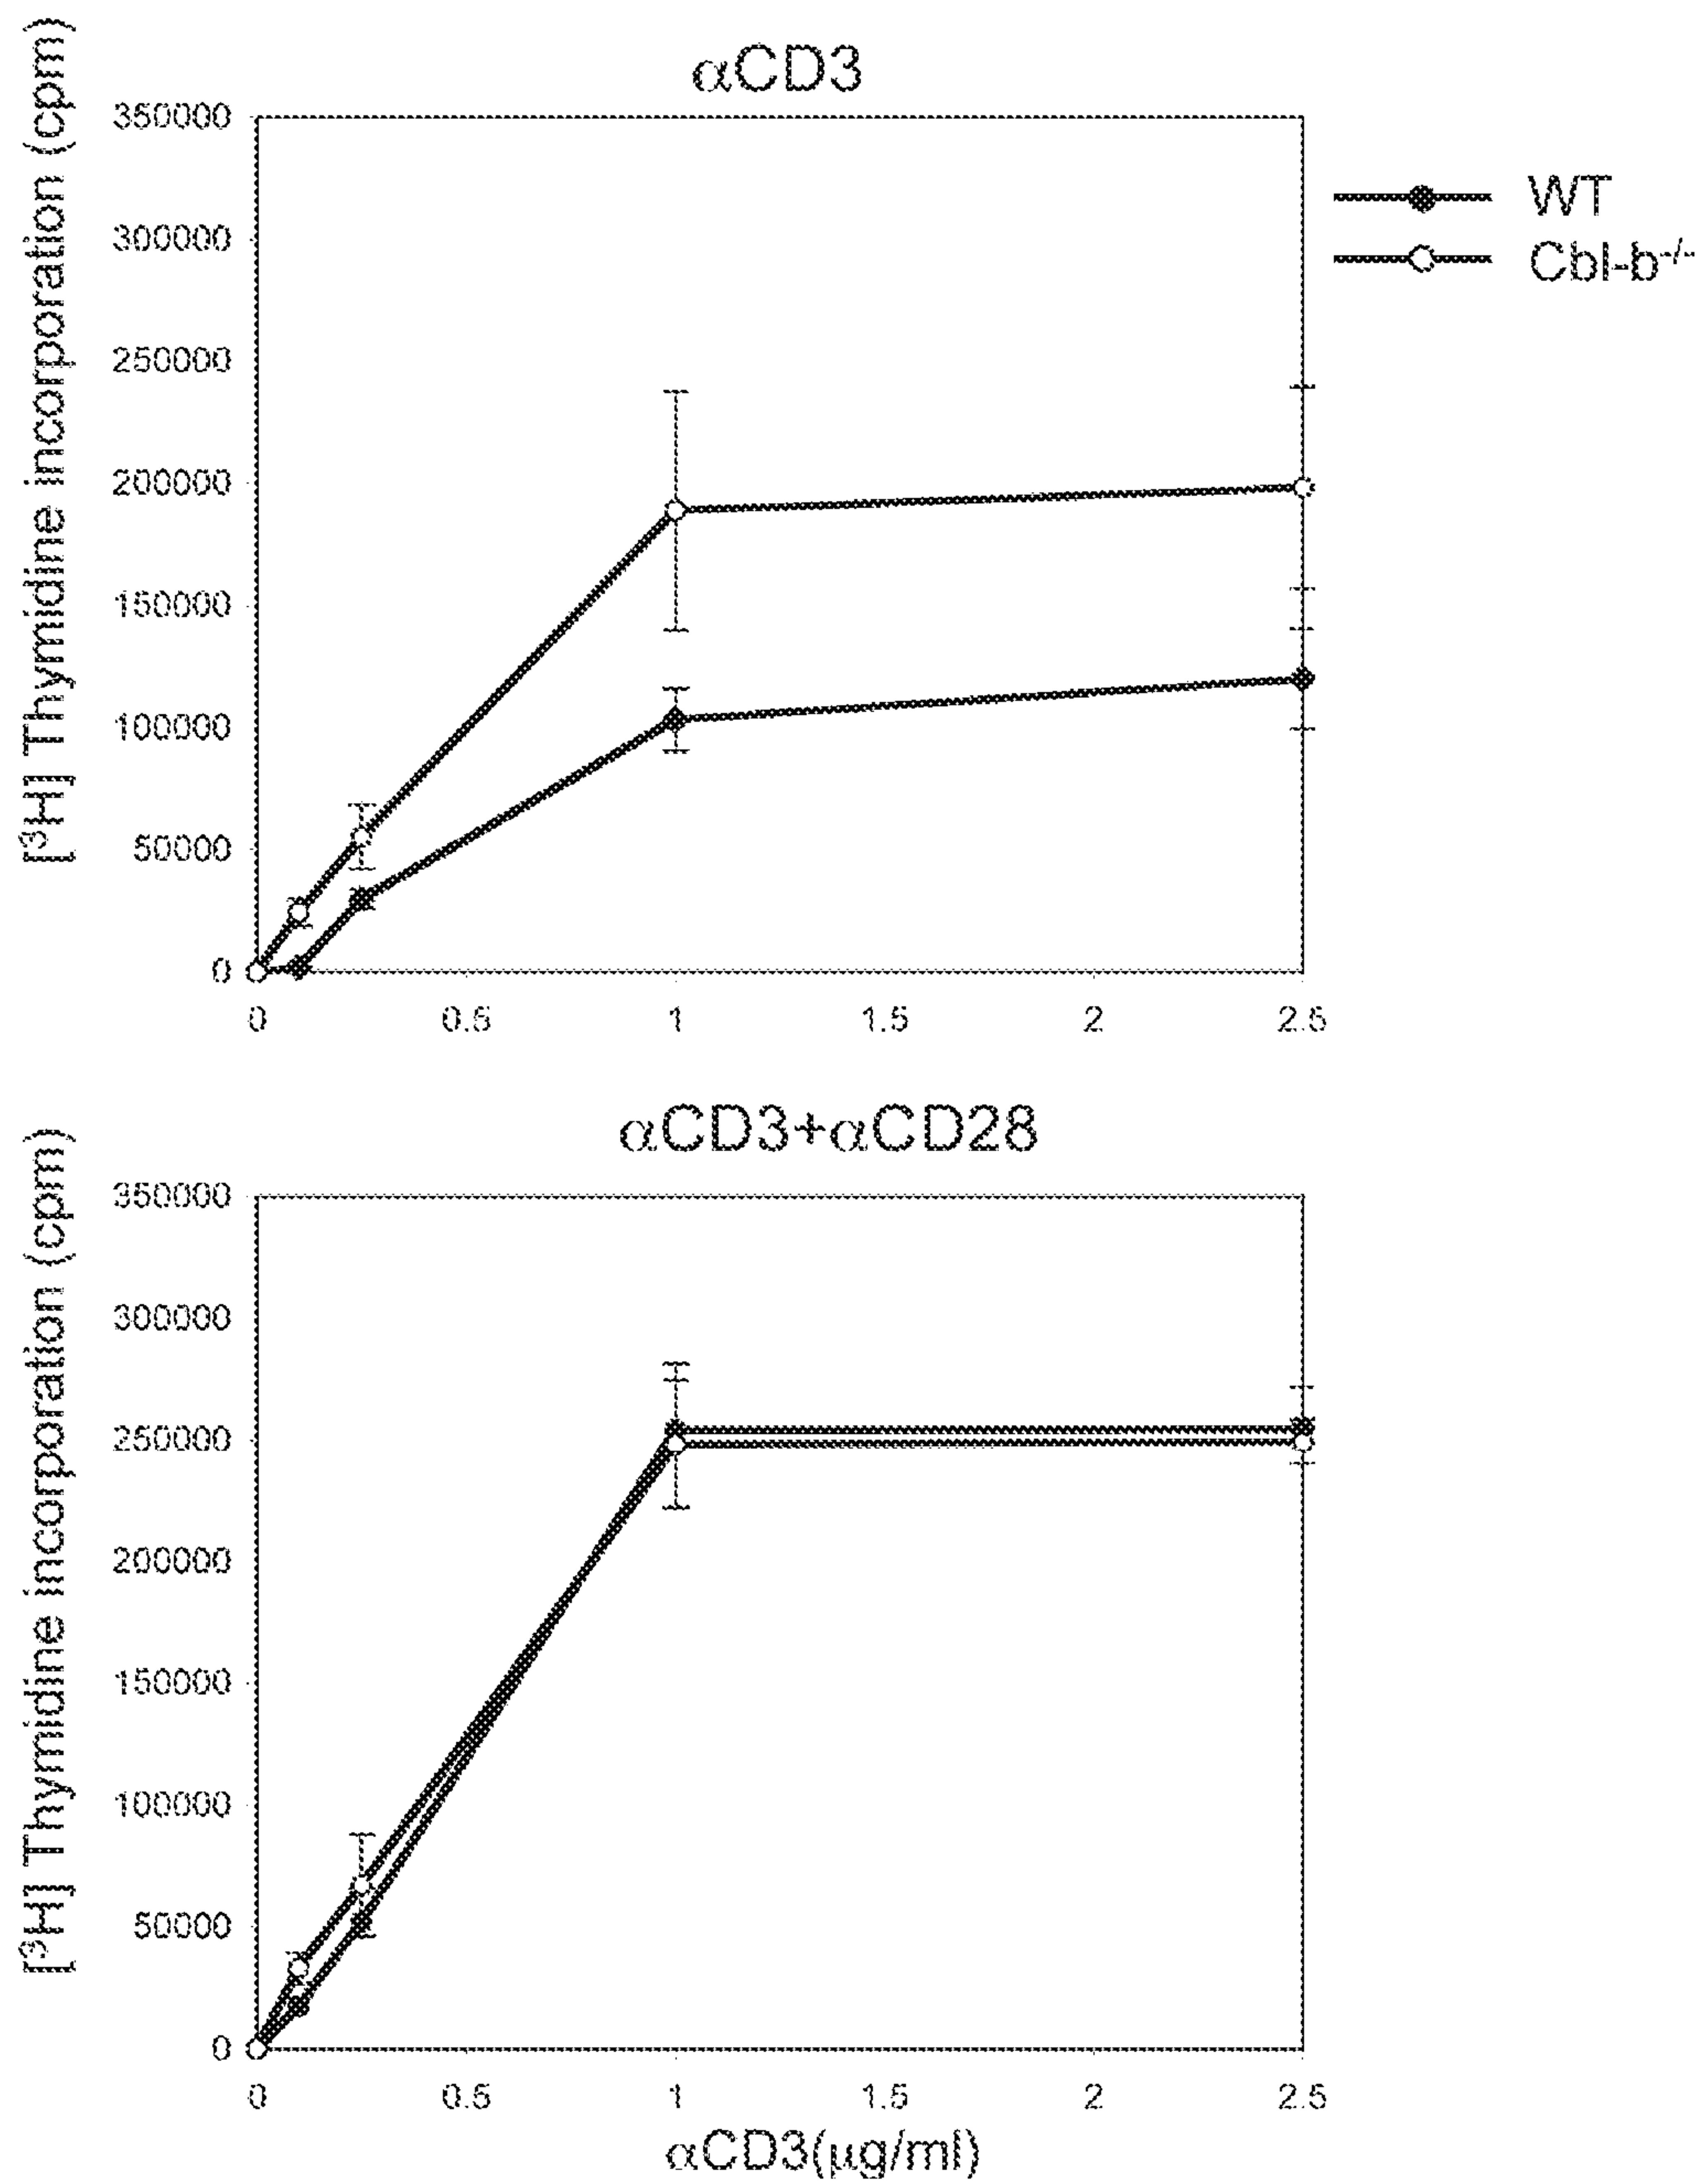 αCD3
[³H] Thymidine incorporation (cpm)
350000
300000
250000
200000
150000
100000
50000
0
0 0.5 1 1.5 2 2.5
WT
Cbl-b⁻/⁻
αCD3+αCD28
[³H] Thymidine incorporation (cpm)
350000
300000
250000
200000
150000
100000
50000
0
0 0.5 1 1.5 2 2.5
αCD3(μg/ml)